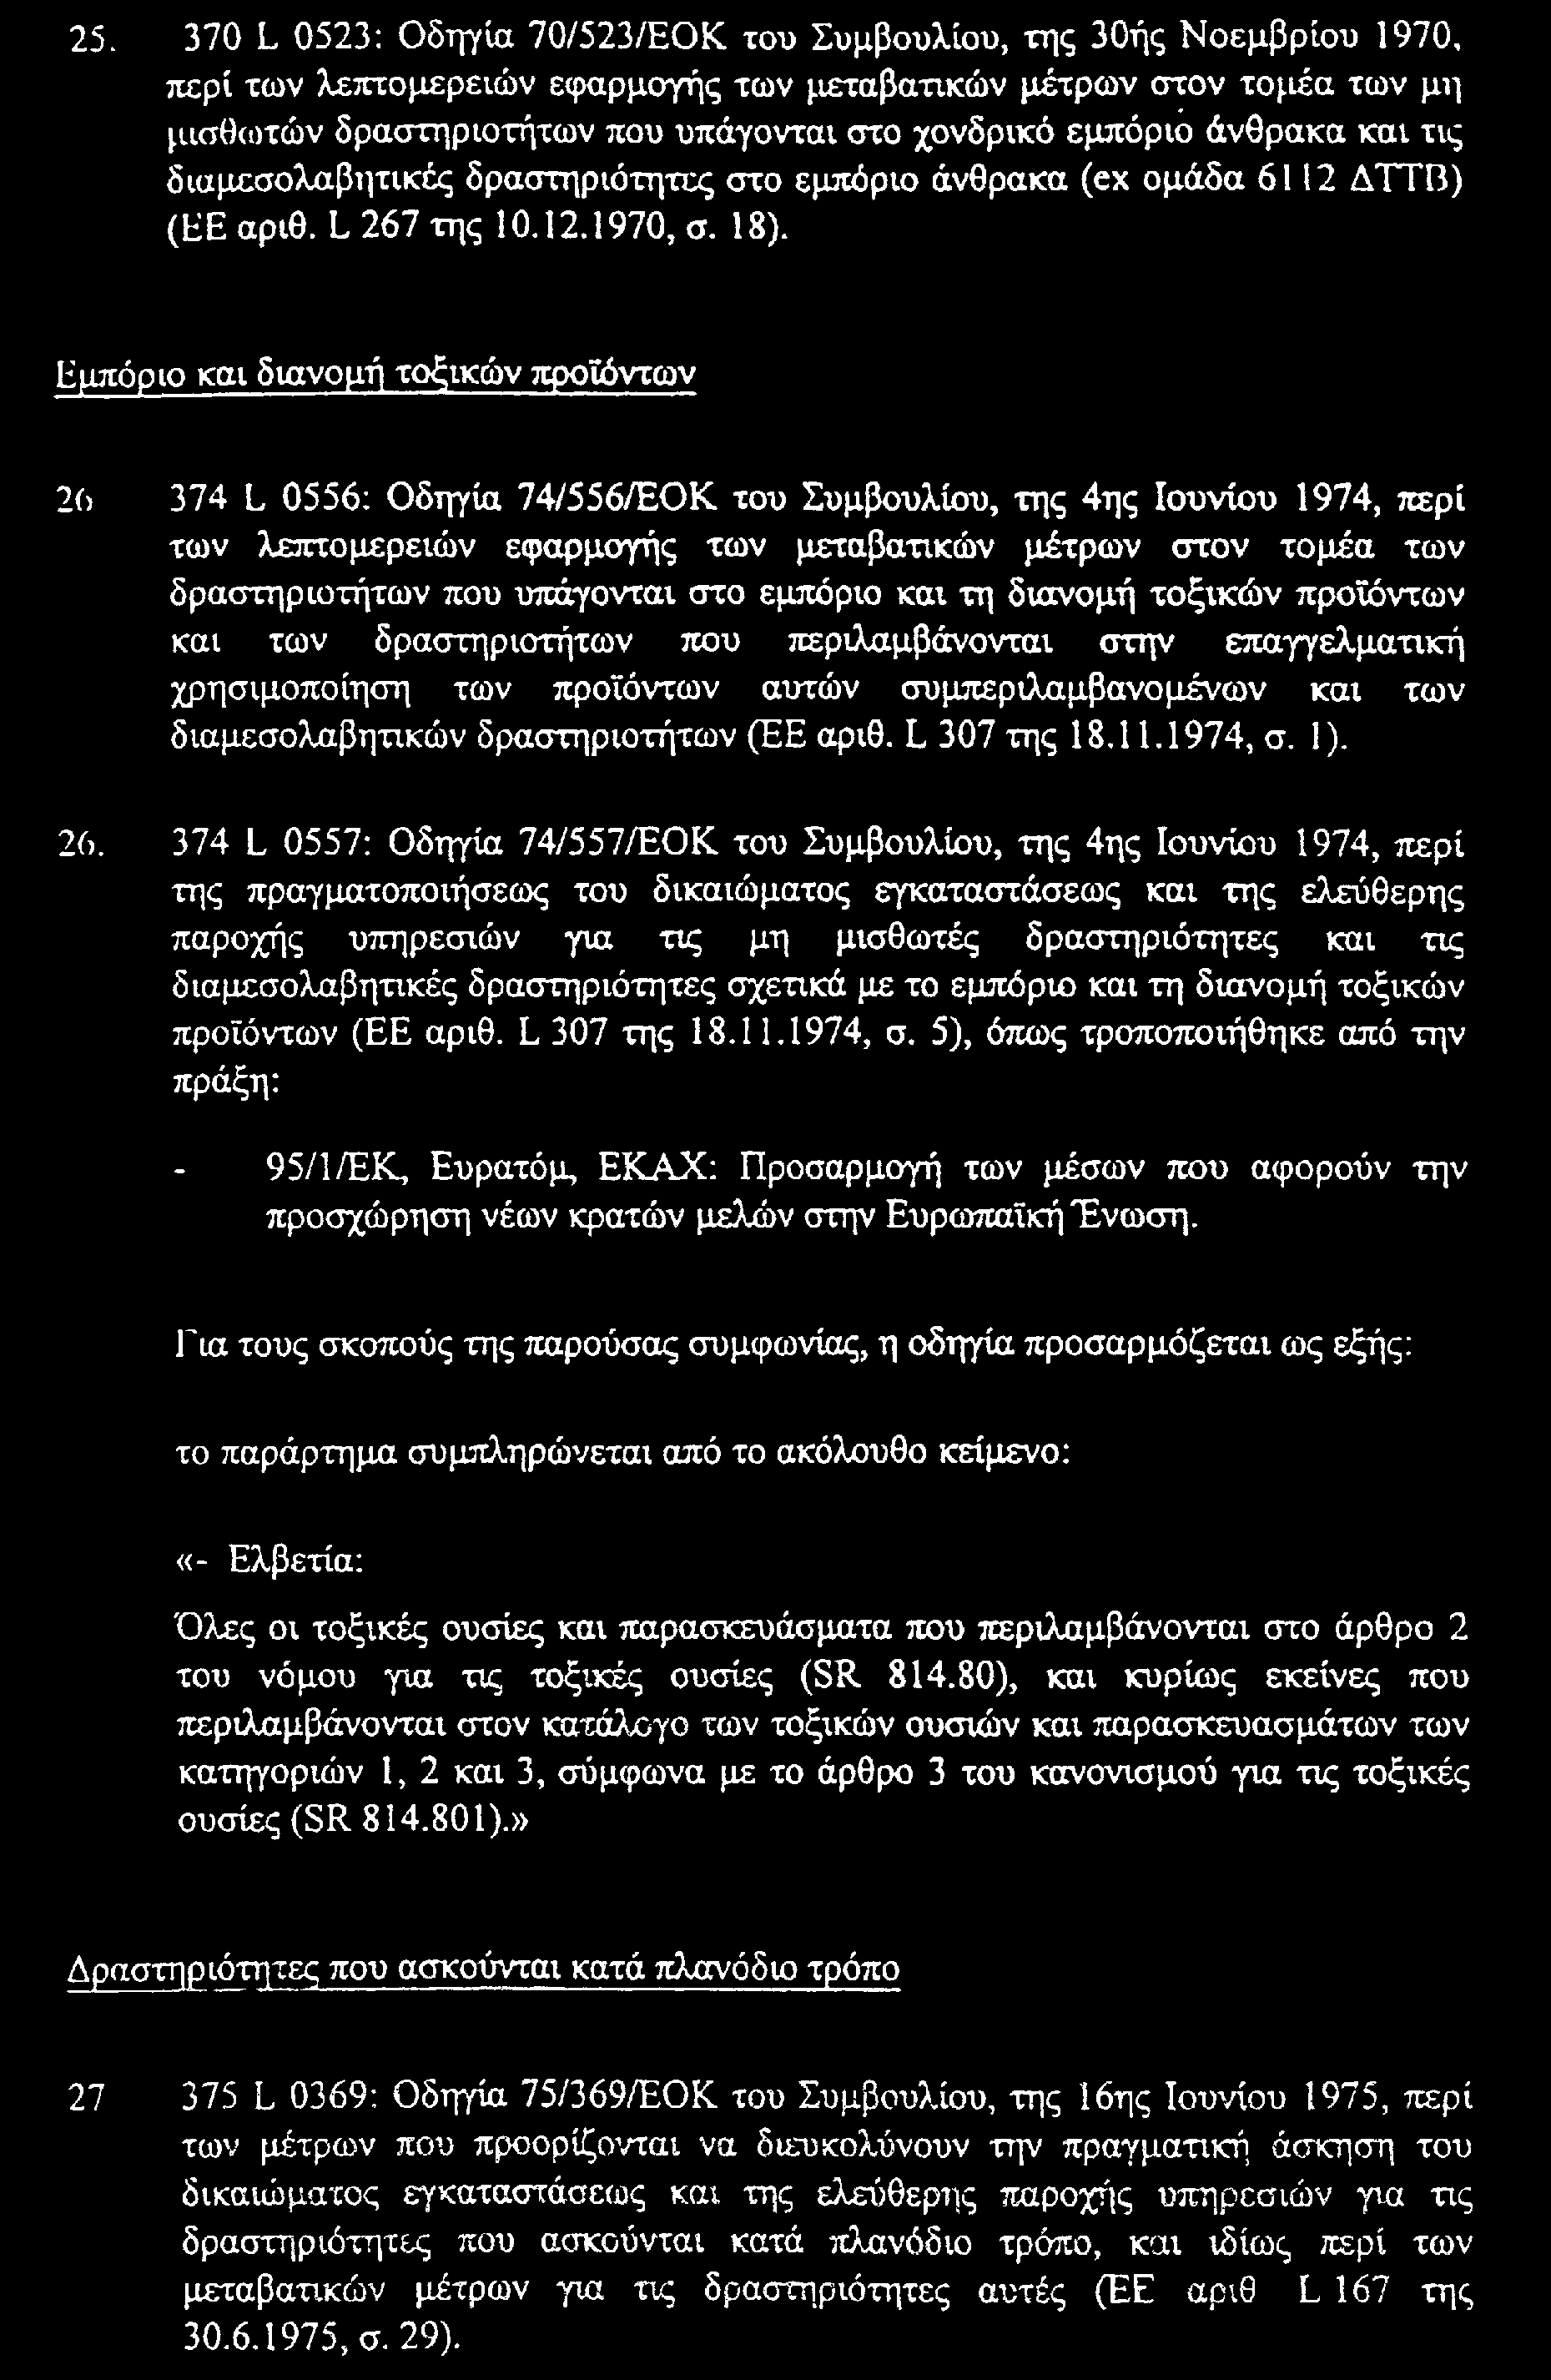 25. 370 L 0523: Οδηγία 70/523/ΕΟΚ του Συμβουλίου, της 30ής Νοεμβρίου 1970,
περί των λεπτομερειών εφαρμογής των μεταβατικών μέτρων στον τομέα των μη
μισθωτών δραστηριοτήτων που υπάγονται στο χονδρικό εμπόριο άνθρακα και τις
διαμεσολαβητικές δραστηριότητες στο εμπόριο άνθρακα (ex ομάδα 6112 ΔΤΤΒ)
(ΕΕ αριθ. L 267 της 10.12.1970, σ. 18).
Εμπόριο και διανομή τοξικών προϊόντων
26 374 L 0556: Οδηγία 74/556/ΕΟΚ του Συμβουλίου, της 4ης Ιουνίου 1974, περί
των λεπτομερειών εφαρμογής των μεταβατικών μέτρων στον τομέα των
δραστηριοτήτων που υπάγονται στο εμπόριο και τη διανομή τοξικών προϊόντων
και των δραστηριοτήτων που περιλαμβάνονται στην επαγγελματική
χρησιμοποίηση των προϊόντων αυτών συμπεριλαμβανομένων και των
διαμεσολαβητικών δραστηριοτήτων (ΕΕ αριθ. L 307 της 18.11.1974, σ. 1).
26. 374 L 0557: Οδηγία 74/557/ΕΟΚ του Συμβουλίου, της 4ης Ιουνίου 1974, περί
της πραγματοποιήσεως του δικαιώματος εγκαταστάσεως και της ελεύθερης
παροχής υπηρεσιών για τις μη μισθωτές δραστηριότητες και τις
διαμεσολαβητικές δραστηριότητες σχετικά με το εμπόριο και τη διανομή τοξικών
προϊόντων (ΕΕ αριθ. L 307 της 18.11.1974, σ. 5), όπως τροποποιήθηκε από την
πράξη:
- 95/1/ΕΚ, Ευρατόμ, ΕΚΑΧ: Προσαρμογή των μέσων που αφορούν την
προσχώρηση νέων κρατών μελών στην Ευρωπαϊκή Ένωση.
Για τους σκοπούς της παρούσας συμφωνίας, η οδηγία προσαρμόζεται ως εξής:
το παράρτημα συμπληρώνεται από το ακόλουθο κείμενο:
«- Ελβετία:
Όλες οι τοξικές ουσίες και παρασκευάσματα που περιλαμβάνονται στο άρθρο 2
του νόμου για τις τοξικές ουσίες (SR 814.80), και κυρίως εκείνες που
περιλαμβάνονται στον κατάλογο των τοξικών ουσιών και παρασκευασμάτων των
κατηγοριών 1, 2 και 3, σύμφωνα με το άρθρο 3 του κανονισμού για τις τοξικές
ουσίες (SR 814.801).»
Δραστηριότητες που ασκούνται κατά πλανόδιο τρόπο
27 375 L 0369: Οδηγία 75/369/ΕΟΚ του Συμβουλίου, της 16ης Ιουνίου 1975, περί
των μέτρων που προορίζονται να διευκολύνουν την πραγματική άσκηση του
δικαιώματος εγκαταστάσεως και της ελεύθερης παροχής υπηρεσιών για τις
δραστηριότητες που ασκούνται κατά πλανόδιο τρόπο, και ιδίως περί των
μεταβατικών μέτρων για τις δραστηριότητες αυτές (ΕΕ αριθ L 167 της
30.6.1975, σ. 29).